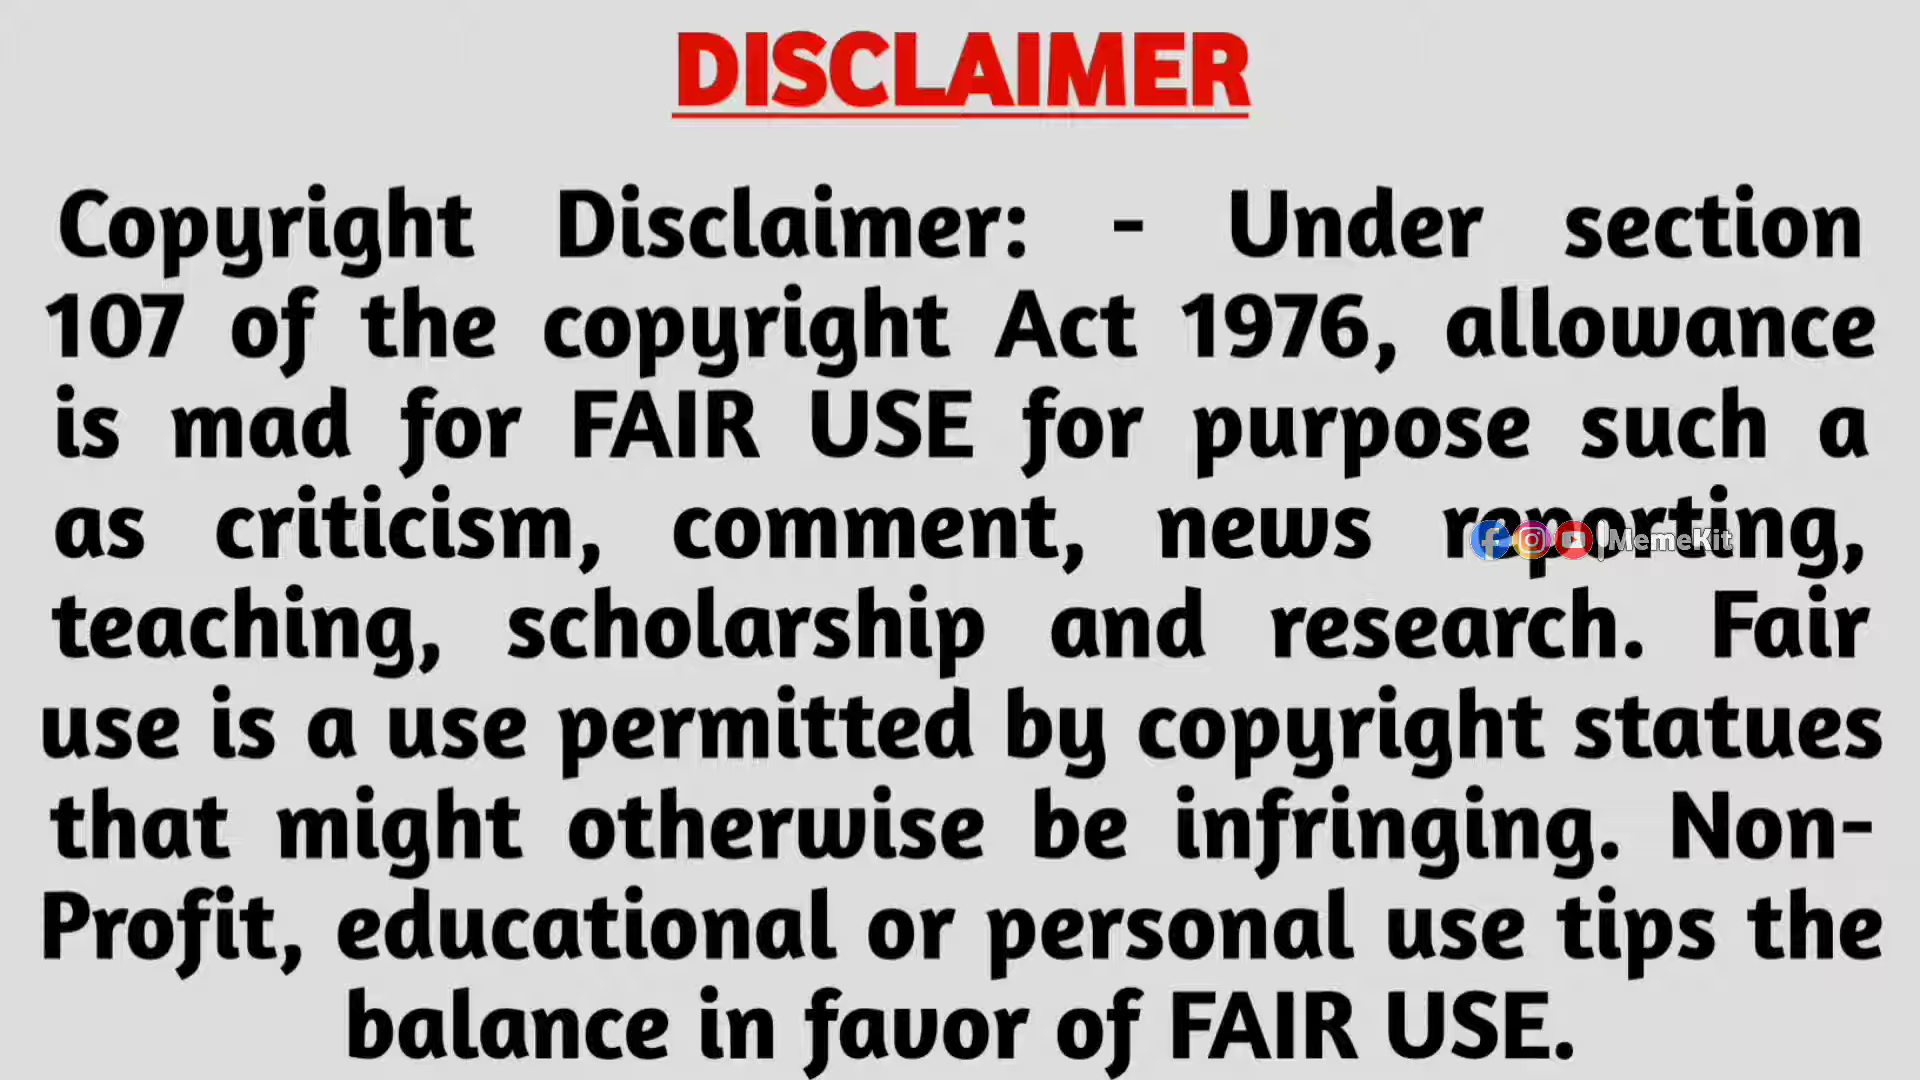 DISCLAIMER
Copyright Disclaimer: - Under section
107 of the copyright Act 1976, allowance
is mad for FAIR USE for purpose such a
as criticism, comment, news reporting,
|MemeKit
teaching, scholarship and research. Fair
use is a use permitted by copyright statues
that might otherwise be infringing. Non-
Profit, educational or personal use tips the
balance in favor of FAIR USE.